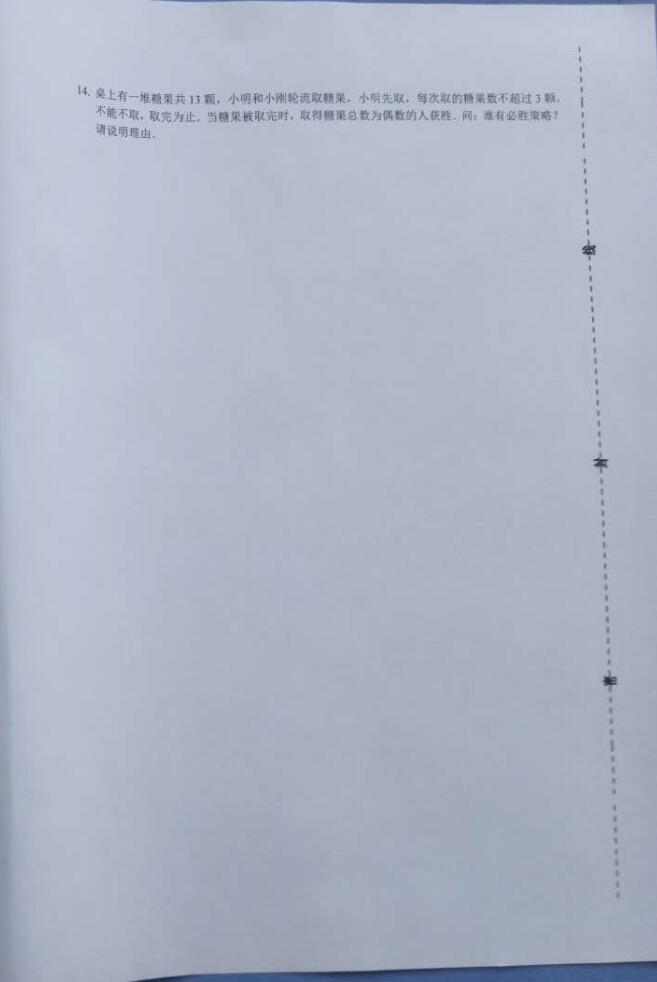 14. 桌上有一堆糖果共 13 颗，小明和小刚轮流取糖果，小明先取，每次取的糖果数不超过 3 颗，
不能不取，取完为止．当糖果被取完时，取得糖果总数为偶数的人获胜．问：谁有必胜策略？
请说明理由．